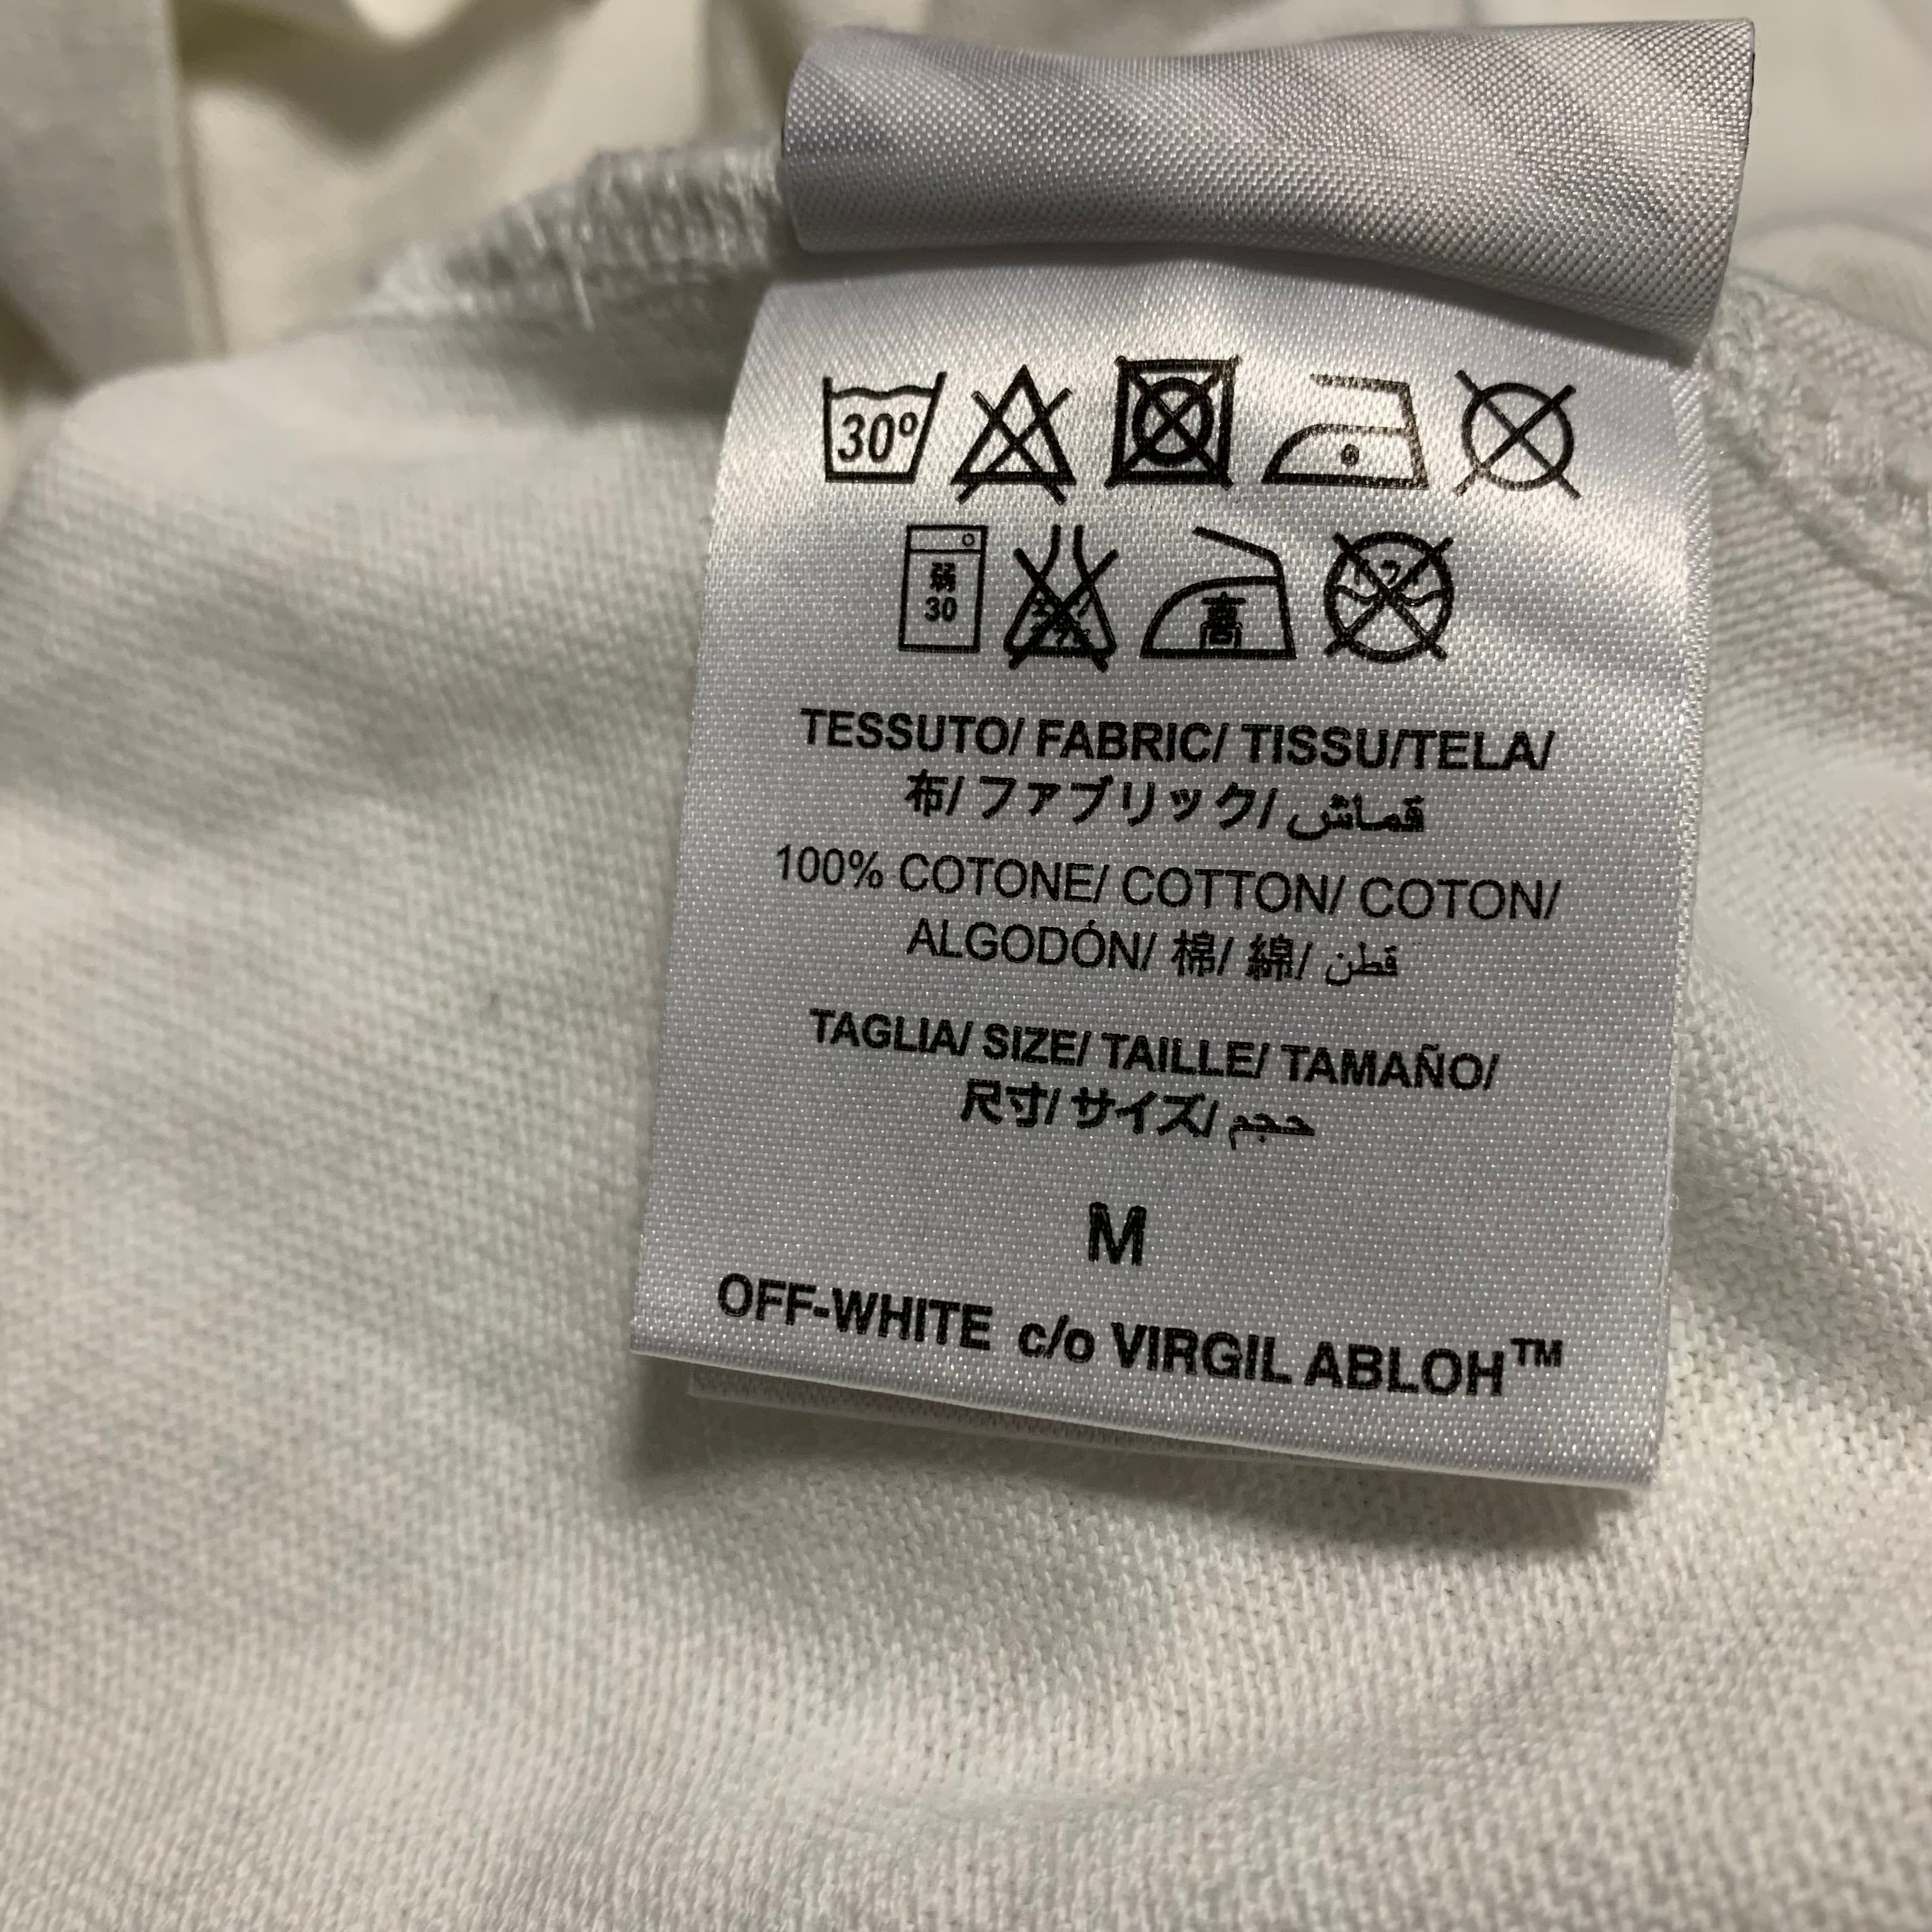 30º
弱
30
高
TESSUTO/ FABRIC/ TISSU/TELA/
布/ファブリック/ قماش
100% COTONE/ COTTON/ COTON/
ALGODÓN/ 棉/ 綿/ قطن
TAGLIA/ SIZE/ TAILLE/ TAMAÑO/
尺寸/ サイズ/ حجم
M
OFF-WHITE c/o VIRGIL ABLOH™